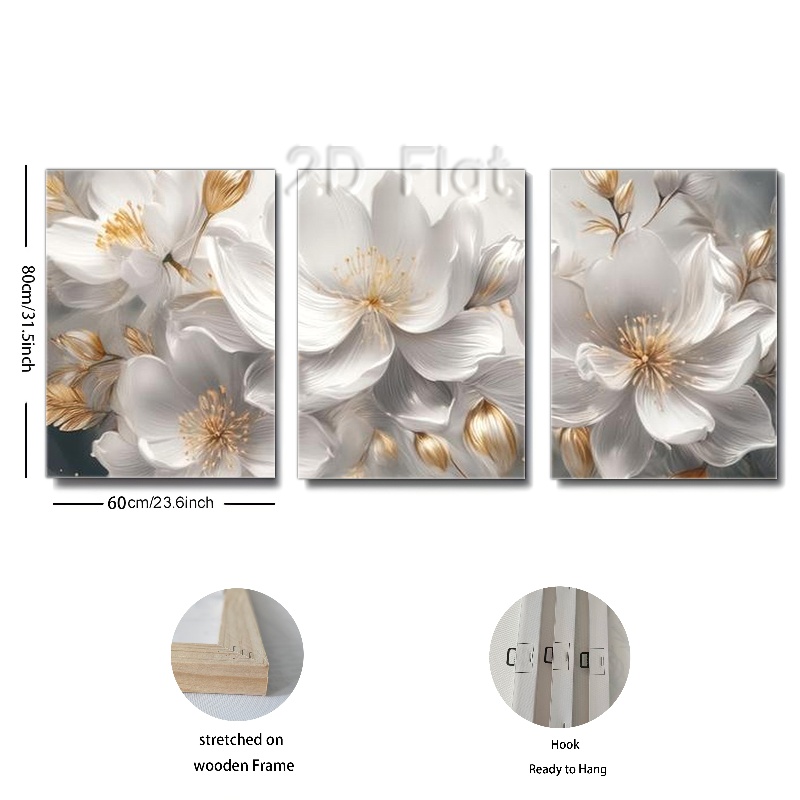 2D Flat
80cm/31.5inch
60cm/23.6inch
stretched on
wooden Frame
Hook
Ready to Hang